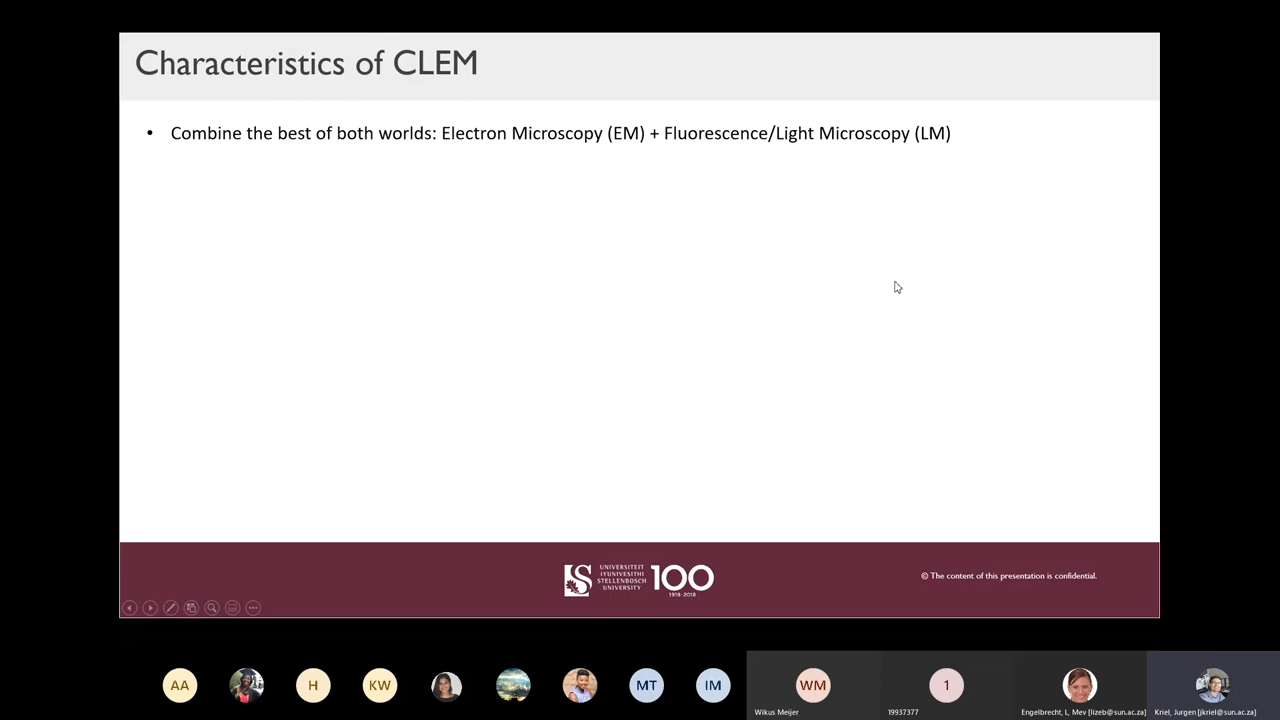 Characteristics of CLEM
• Combine the best of both worlds: Electron Microscopy (EM) + Fluorescence/Light Microscopy (LM)
UNIVERSITEIT
IYUNIVESITHI
STELLENBOSCH
UNIVERSITY
100
1918·2018
© The content of this presentation is confidential.
AA
H
KW
MT
IM
WM
1
Wikus Meijer
19937377
Engelbrecht, L, Mev [lizeb@sun.ac.za]
Kriel, Jurgen [jkriel@sun.ac.za]